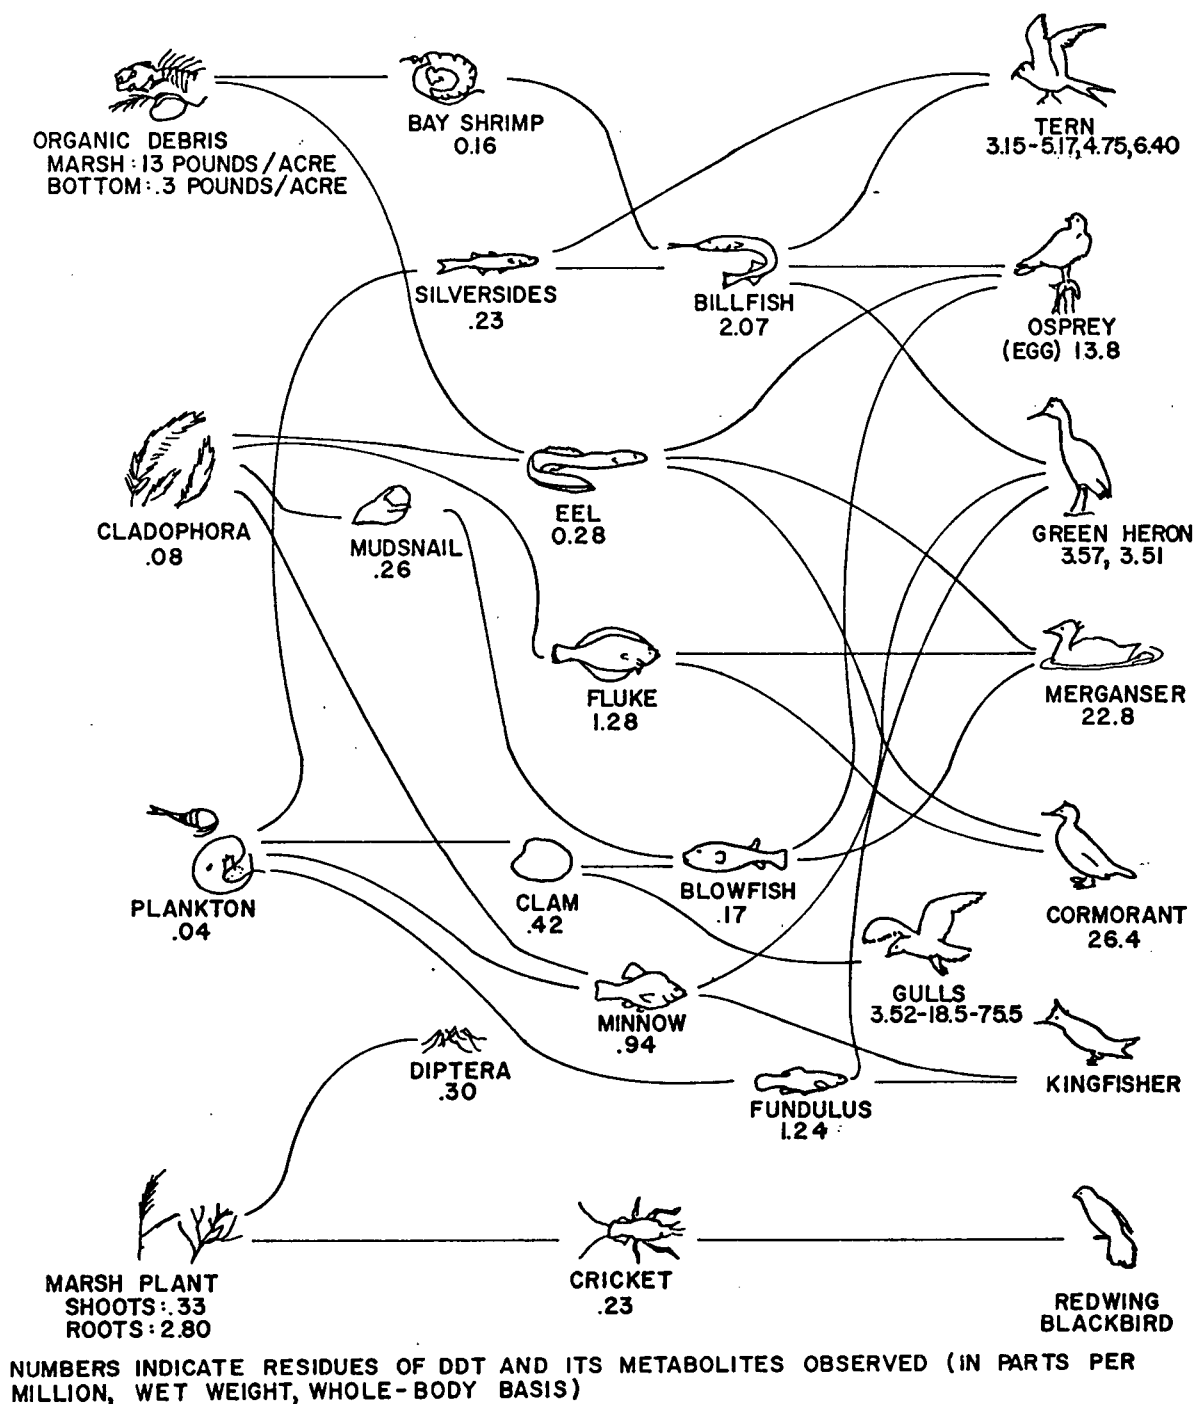 ORGANIC DEBRIS
MARSH : 13 POUNDS/ACRE
BOTTOM : .3 POUNDS/ACRE
BAY SHRIMP
0.16
TERN
3.15-5.17, 4.75, 6.40
SILVERSIDES
.23
BILLFISH
2.07
OSPREY
(EGG) 13.8
CLADOPHORA
.08
MUDSNAIL
.26
EEL
0.28
GREEN HERON
3.57, 3.51
FLUKE
1.28
MERGANSER
22.8
PLANKTON
.04
CLAM
.42
BLOWFISH
.17
CORMORANT
26.4
GULLS
3.52-18.5-75.5
MINNOW
.94
DIPTERA
.30
FUNDULUS
1.24
KINGFISHER
MARSH PLANT
SHOOTS : .33
ROOTS : 2.80
CRICKET
.23
REDWING
BLACKBIRD
NUMBERS INDICATE RESIDUES OF DDT AND ITS METABOLITES OBSERVED (IN PARTS PER
MILLION, WET WEIGHT, WHOLE-BODY BASIS)